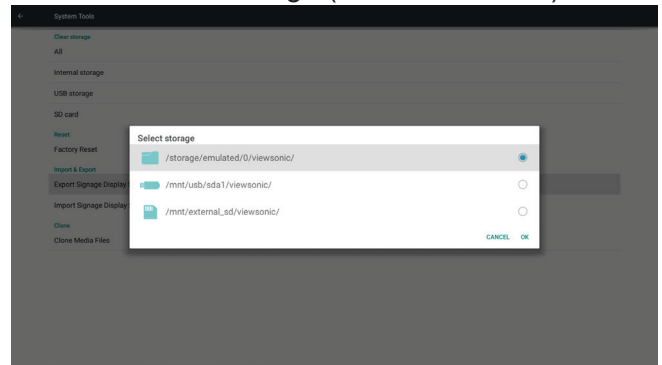 System Tools
Clear storage
All
Internal storage
USB storage
SD card
Reset
Factory Reset
Import & Export
Export Signage Display
Import Signage Display
Clone
Clone Media Files
Select storage
/storage/emulated/0/viewsonic/
/mnt/usb/sda1/viewsonic/
/mnt/external_sd/viewsonic/
CANCEL OK